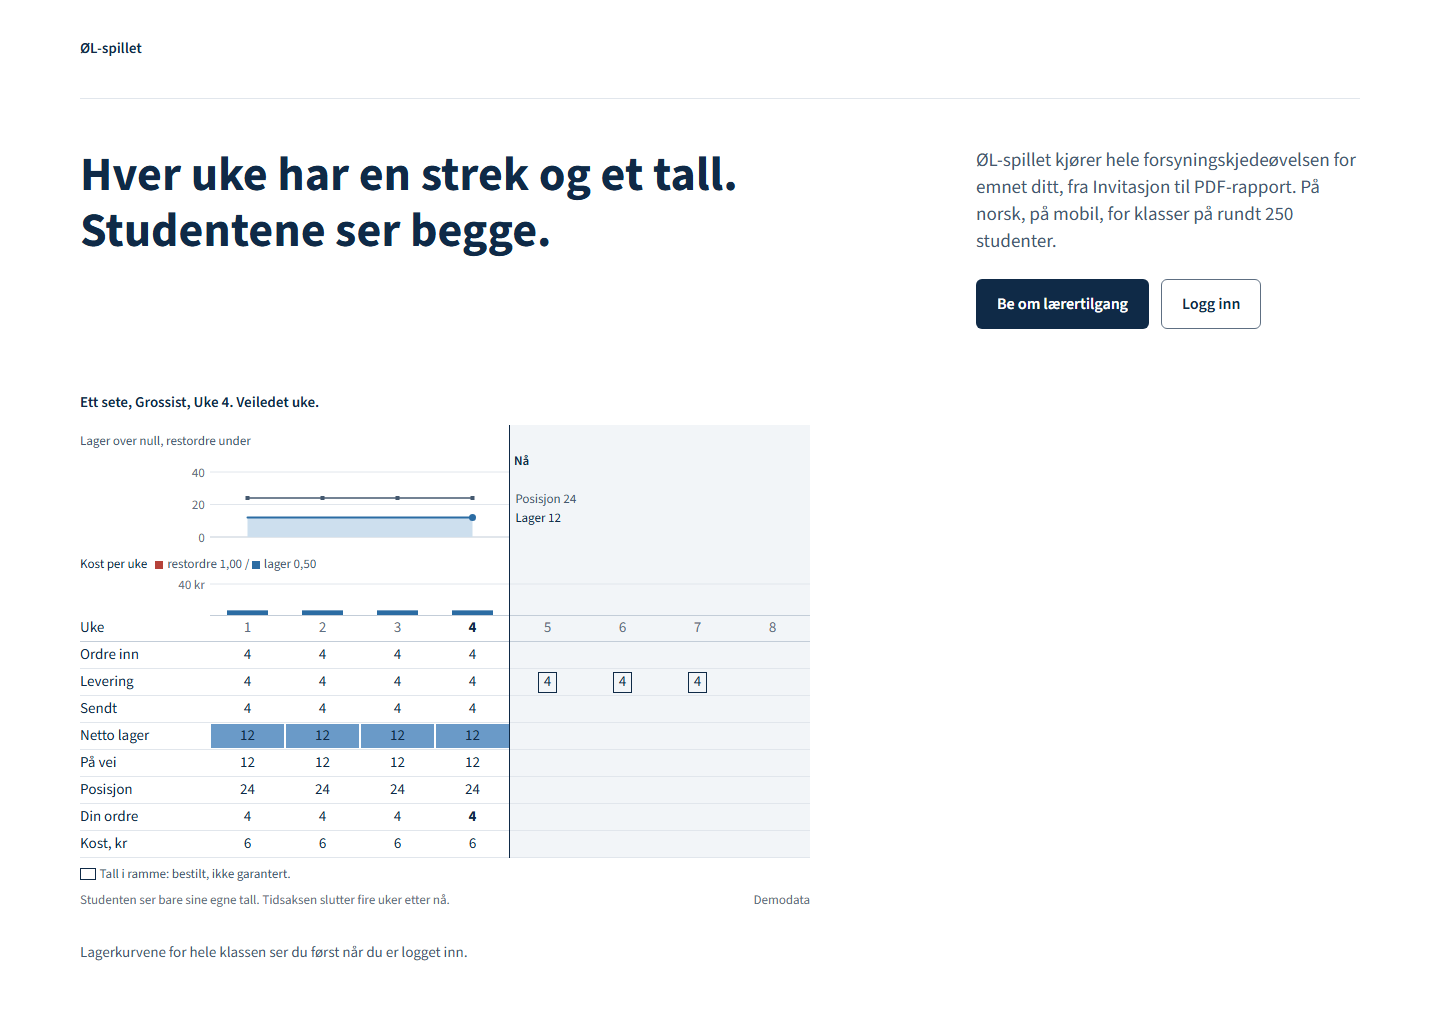 ØL-spillet
Hver uke har en strek og et tall.
Studentene ser begge.
ØL-spillet kjører hele forsyningskjedeøvelsen for
emnet ditt, fra Invitasjon til PDF-rapport. På
norsk, på mobil, for klasser på rundt 250
studenter.
Be om lærertilgang Logg inn
Ett sete, Grossist, Uke 4. Veiledet uke.
Lager over null, restordre under
Nå
40
20
0
Posisjon 24
Lager 12
Kost per uke restordre 1,00 / lager 0,50
40 kr
Uke 1 2 3 4 5 6 7 8
Ordre inn 4 4 4 4
Levering 4 4 4 4 4 4 4
Sendt 4 4 4 4
Netto lager 12 12 12 12
På vei 12 12 12 12
Posisjon 24 24 24 24
Din ordre 4 4 4 4
Kost, kr 6 6 6 6
Tall i ramme: bestilt, ikke garantert.
Studenten ser bare sine egne tall. Tidsaksen slutter fire uker etter nå. Demodata
Lagerkurvene for hele klassen ser du først når du er logget inn.